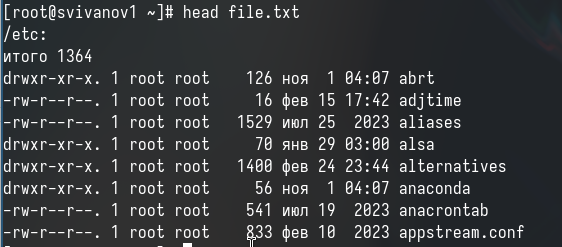 [root@svivanov1 ~]# head file.txt
/etc:
итого 1364
drwxr-xr-x. 1 root root    126 ноя  1 04:07 abrt
-rw-r--r--. 1 root root     16 фев 15 17:42 adjtime
-rw-r--r--. 1 root root   1529 июл 25  2023 aliases
drwxr-xr-x. 1 root root     70 янв 29 03:00 alsa
drwxr-xr-x. 1 root root   1400 фев 24 23:44 alternatives
drwxr-xr-x. 1 root root     56 ноя  1 04:07 anaconda
-rw-r--r--. 1 root root    541 июл 19  2023 anacrontab
-rw-r--r--. 1 root root    833 фев 10  2023 appstream.conf